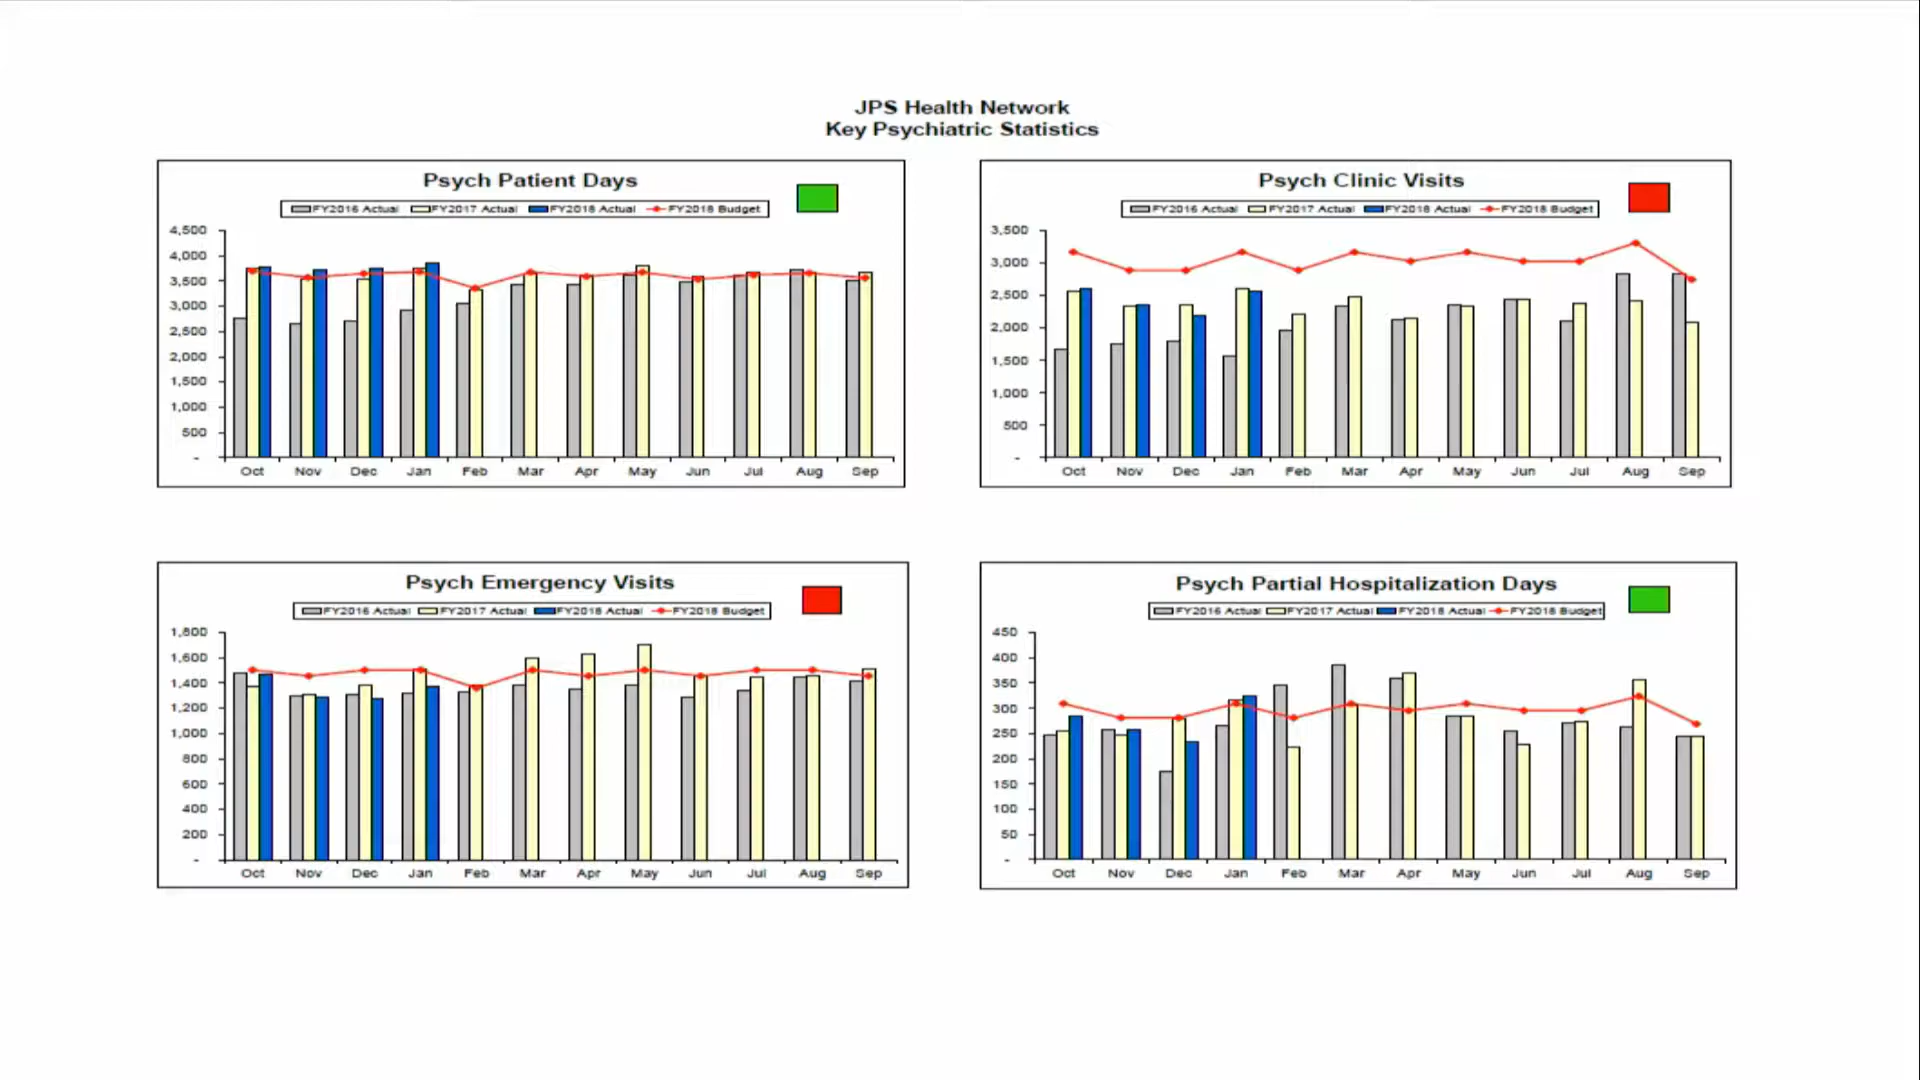 JPS Health Network
Key Psychiatric Statistics
Psych Patient Days
FY2016 Actual FY2017 Actual FY2018 Actual FY2018 Budget
4,500
4,000
3,500
3,000
2,500
2,000
1,500
1,000
500
-
Oct Nov Dec Jan Feb Mar Apr May Jun Jul Aug Sep
Psych Clinic Visits
FY2016 Actual FY2017 Actual FY2018 Actual FY2018 Budget
3,500
3,000
2,500
2,000
1,500
1,000
500
-
Oct Nov Dec Jan Feb Mar Apr May Jun Jul Aug Sep
Psych Emergency Visits
FY2016 Actual FY2017 Actual FY2018 Actual FY2018 Budget
1,800
1,600
1,400
1,200
1,000
800
600
400
200
-
Oct Nov Dec Jan Feb Mar Apr May Jun Jul Aug Sep
Psych Partial Hospitalization Days
FY2016 Actual FY2017 Actual FY2018 Actual FY2018 Budget
450
400
350
300
250
200
150
100
50
-
Oct Nov Dec Jan Feb Mar Apr May Jun Jul Aug Sep